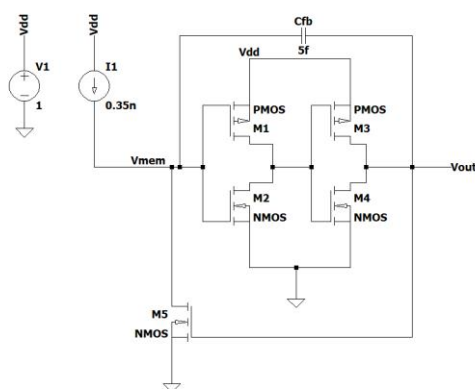 Cfb
5f
Vdd
Vdd
Vdd
V1
1
I1
0.35n
PMOS
M1
PMOS
M3
Vmem
Vout
M2
NMOS
M4
NMOS
M5
NMOS